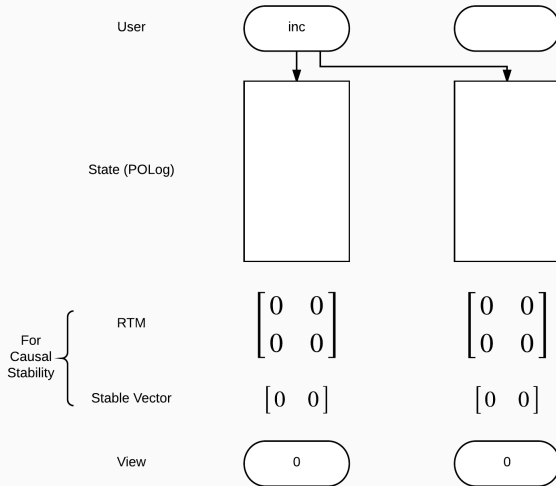 User
inc
State (POLog)
RTM
0 0
0 0
0 0
0 0
For
Causal
Stability
Stable Vector
0 0
0 0
View
0
0